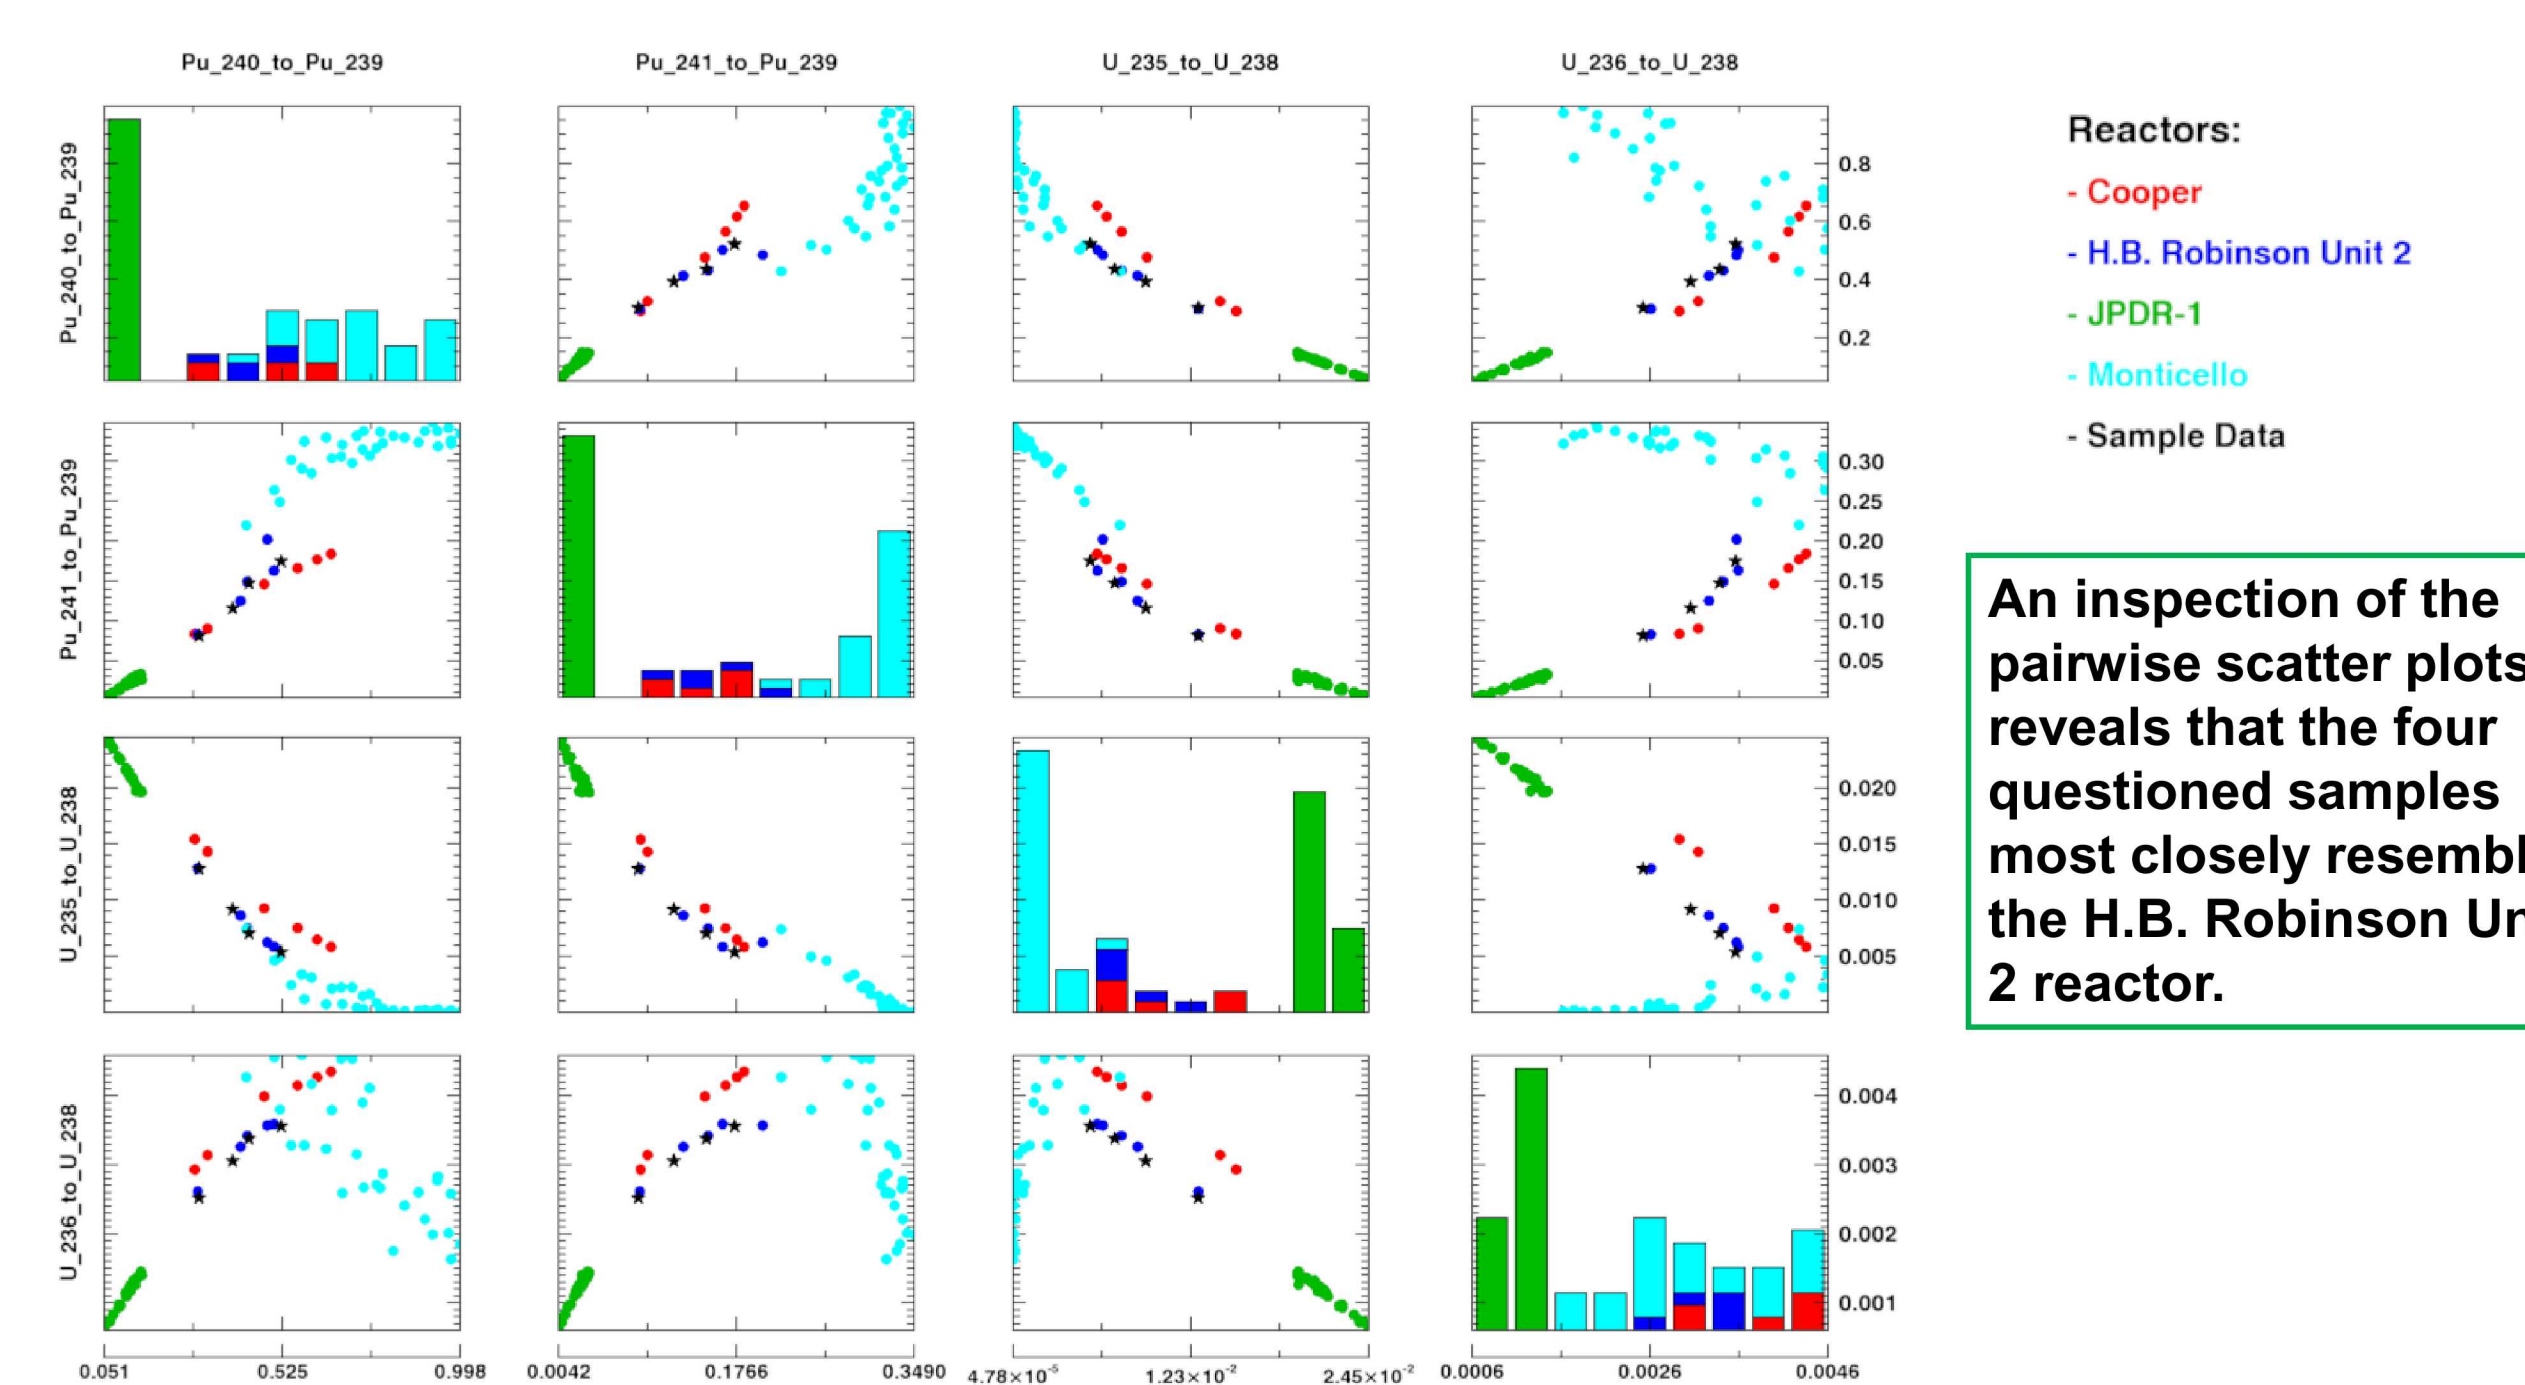 Pu_240_to_Pu_239 Pu_241_to_Pu_239 U_235_to_U_238 U_236_to_U_238
Pu_240_to_Pu_239
0.8
0.6
0.4
0.2
Pu_241_to_Pu_239
0.30
0.25
0.20
0.15
0.10
0.05
U_235_to_U_238
0.020
0.015
0.010
0.005
U_236_to_U_238
0.004
0.003
0.002
0.001
0.051 0.525 0.998 0.0042 0.1766 0.3490 4.78×10⁻⁵ 1.23×10⁻² 2.45×10⁻² 0.0006 0.0026 0.0046
Reactors:
- Cooper
- H.B. Robinson Unit 2
- JPDR-1
- Monticello
- Sample Data
An inspection of the
pairwise scatter plots
reveals that the four
questioned samples
most closely resembl
the H.B. Robinson Un
2 reactor.